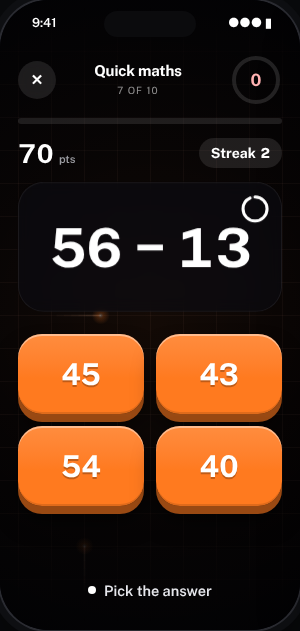 9:41
×
Quick maths
7 OF 10
0
70 pts
Streak 2
56 – 13
45
43
54
40
Pick the answer